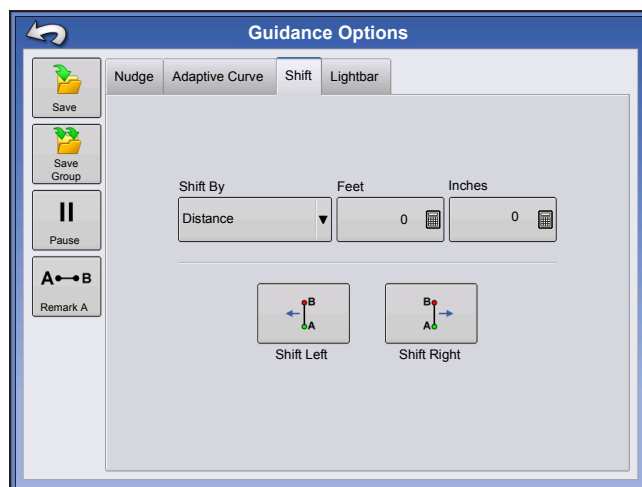 Guidance Options
Nudge Adaptive Curve Shift Lightbar
Save
Save
Group
Pause
A B
Remark A
Shift By Feet Inches
Distance 0 0
B
A
Shift Left
B
A
Shift Right